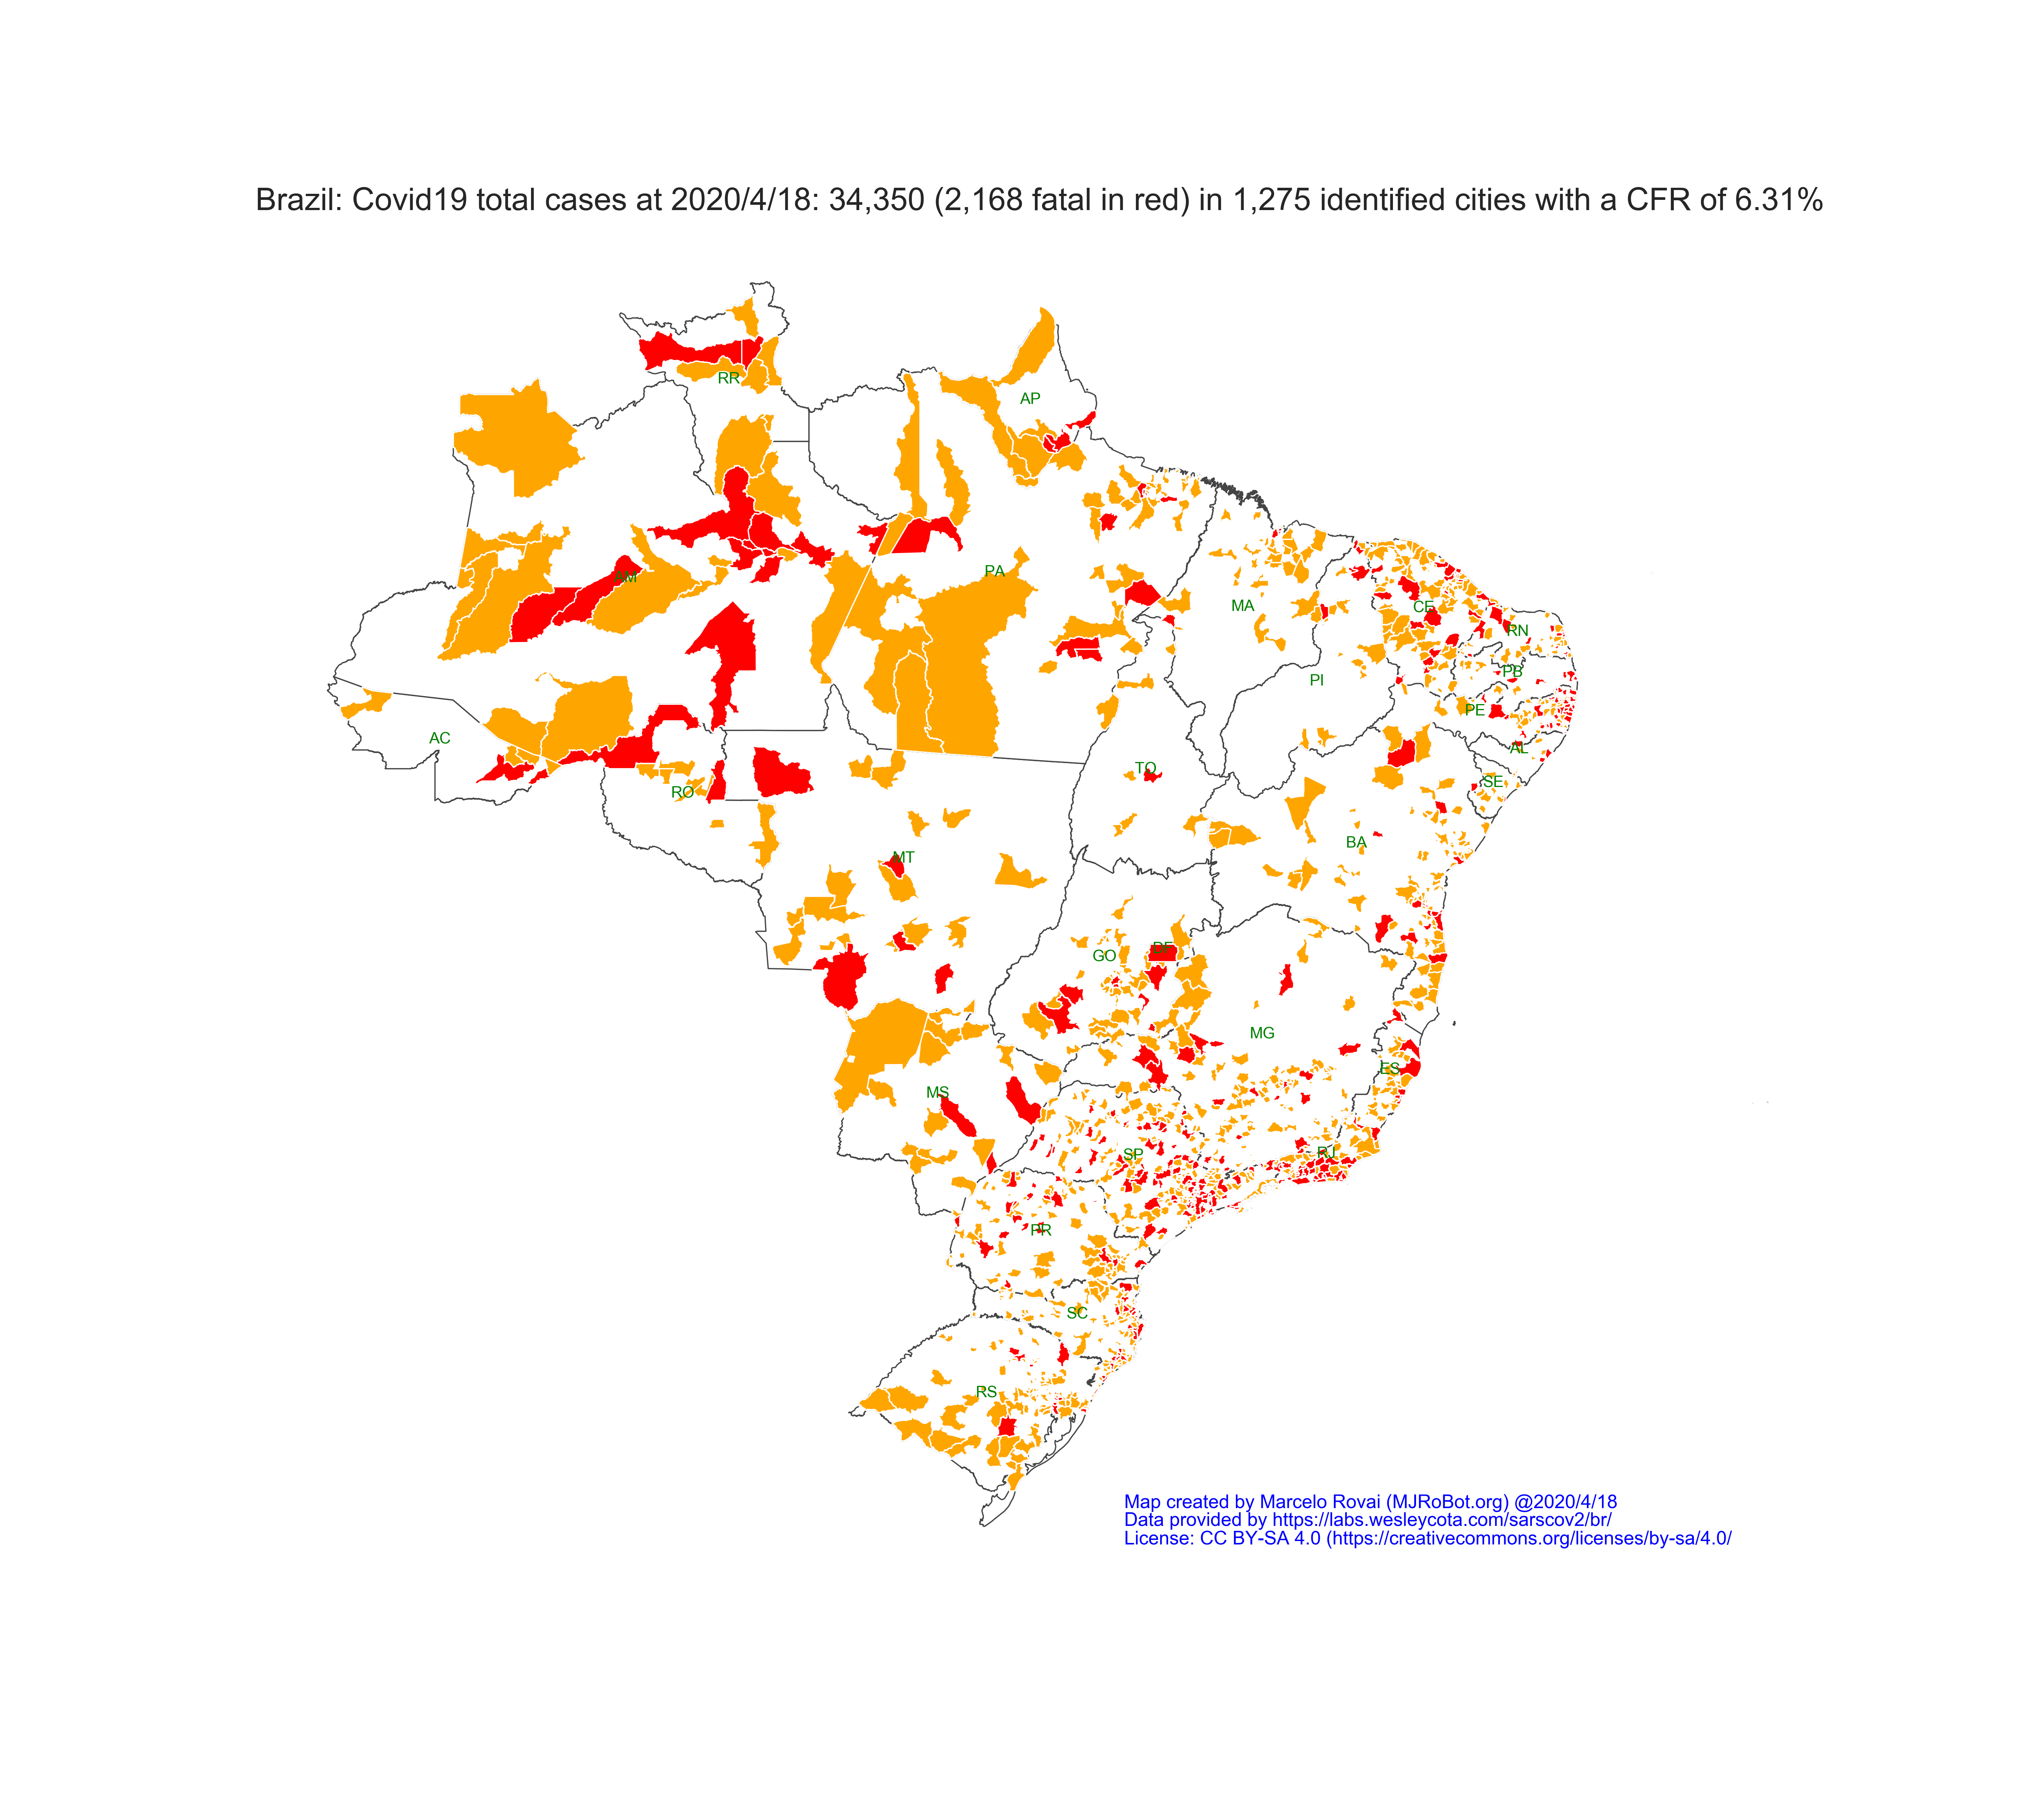 Brazil: Covid19 total cases at 2020/4/18: 34,350 (2,168 fatal in red) in 1,275 identified cities with a CFR of 6.31%
RR
AP
AM
PA
MA
CE
RN
PB
PI
PE
AC
AL
TO
SE
RO
BA
MT
DF
GO
MG
ES
MS
SP
RJ
PR
SC
RS
Map created by Marcelo Rovai (MJRoBot.org) @2020/4/18
Data provided by https://labs.wesleycota.com/sarscov2/br/
License: CC BY-SA 4.0 (https://creativecommons.org/licenses/by-sa/4.0/